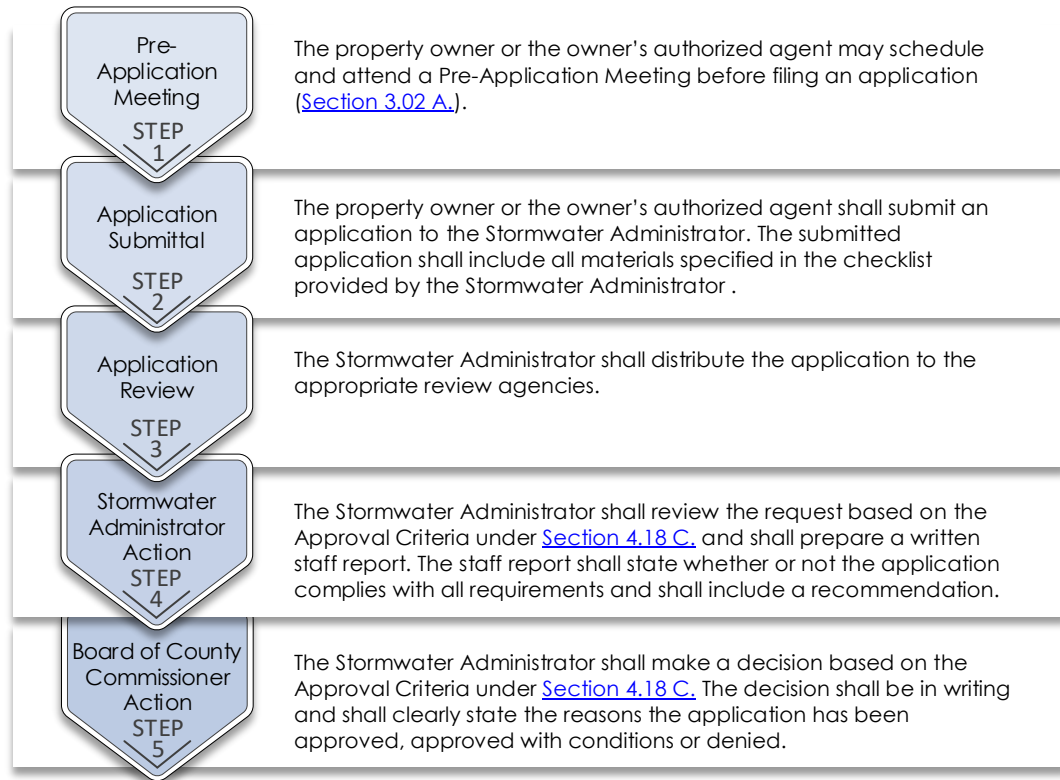 Pre-
Application
Meeting
STEP
1
The property owner or the owner’s authorized agent may schedule
and attend a Pre-Application Meeting before filing an application
(Section 3.02 A.).
Application
Submittal
STEP
2
The property owner or the owner’s authorized agent shall submit an
application to the Stormwater Administrator. The submitted
application shall include all materials specified in the checklist
provided by the Stormwater Administrator .
Application
Review
STEP
3
The Stormwater Administrator shall distribute the application to the
appropriate review agencies.
Stormwater
Administrator
Action
STEP
4
The Stormwater Administrator shall review the request based on the
Approval Criteria under Section 4.18 C. and shall prepare a written
staff report. The staff report shall state whether or not the application
complies with all requirements and shall include a recommendation.
Board of County
Commissioner
Action
STEP
5
The Stormwater Administrator shall make a decision based on the
Approval Criteria under Section 4.18 C. The decision shall be in writing
and shall clearly state the reasons the application has been
approved, approved with conditions or denied.